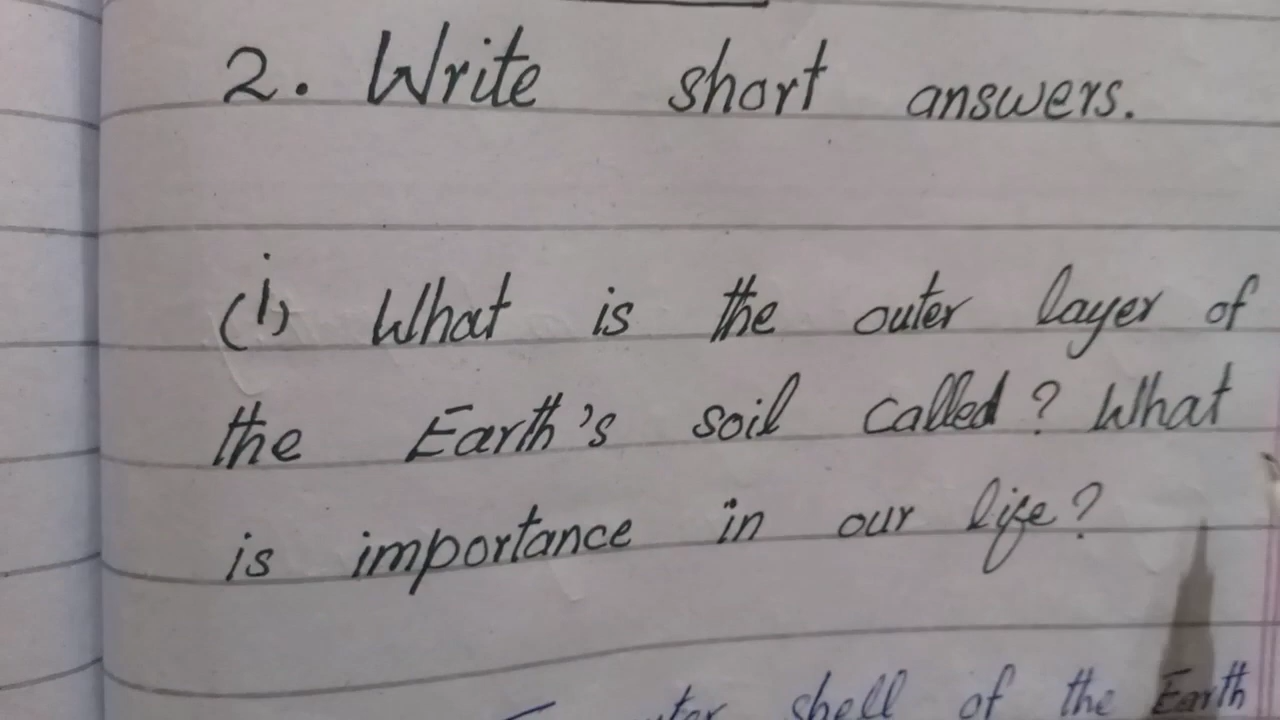 2. Write short answers.
(i) What is the outer layer of
the Earth's soil called? What
is importance in our life?
shell of the Earth